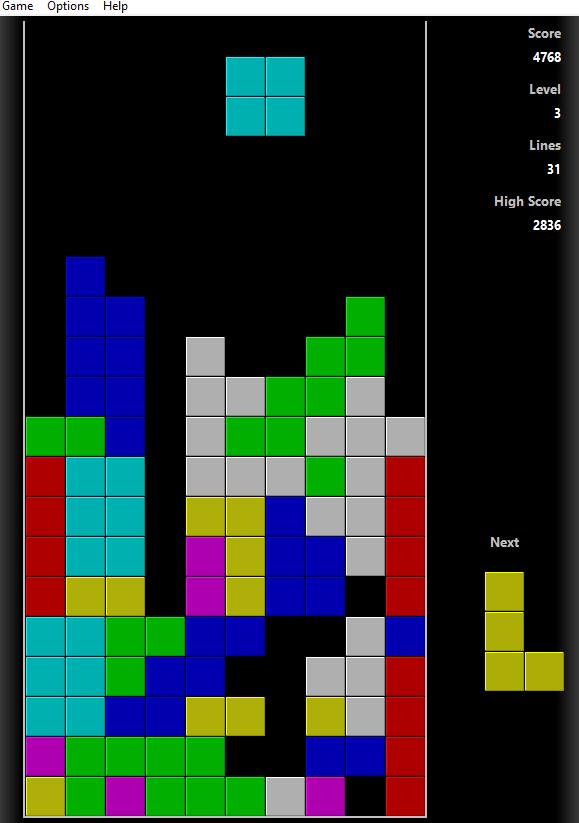 Game Options Help
Score
4768
Level
3
Lines
31
High Score
2836
Next